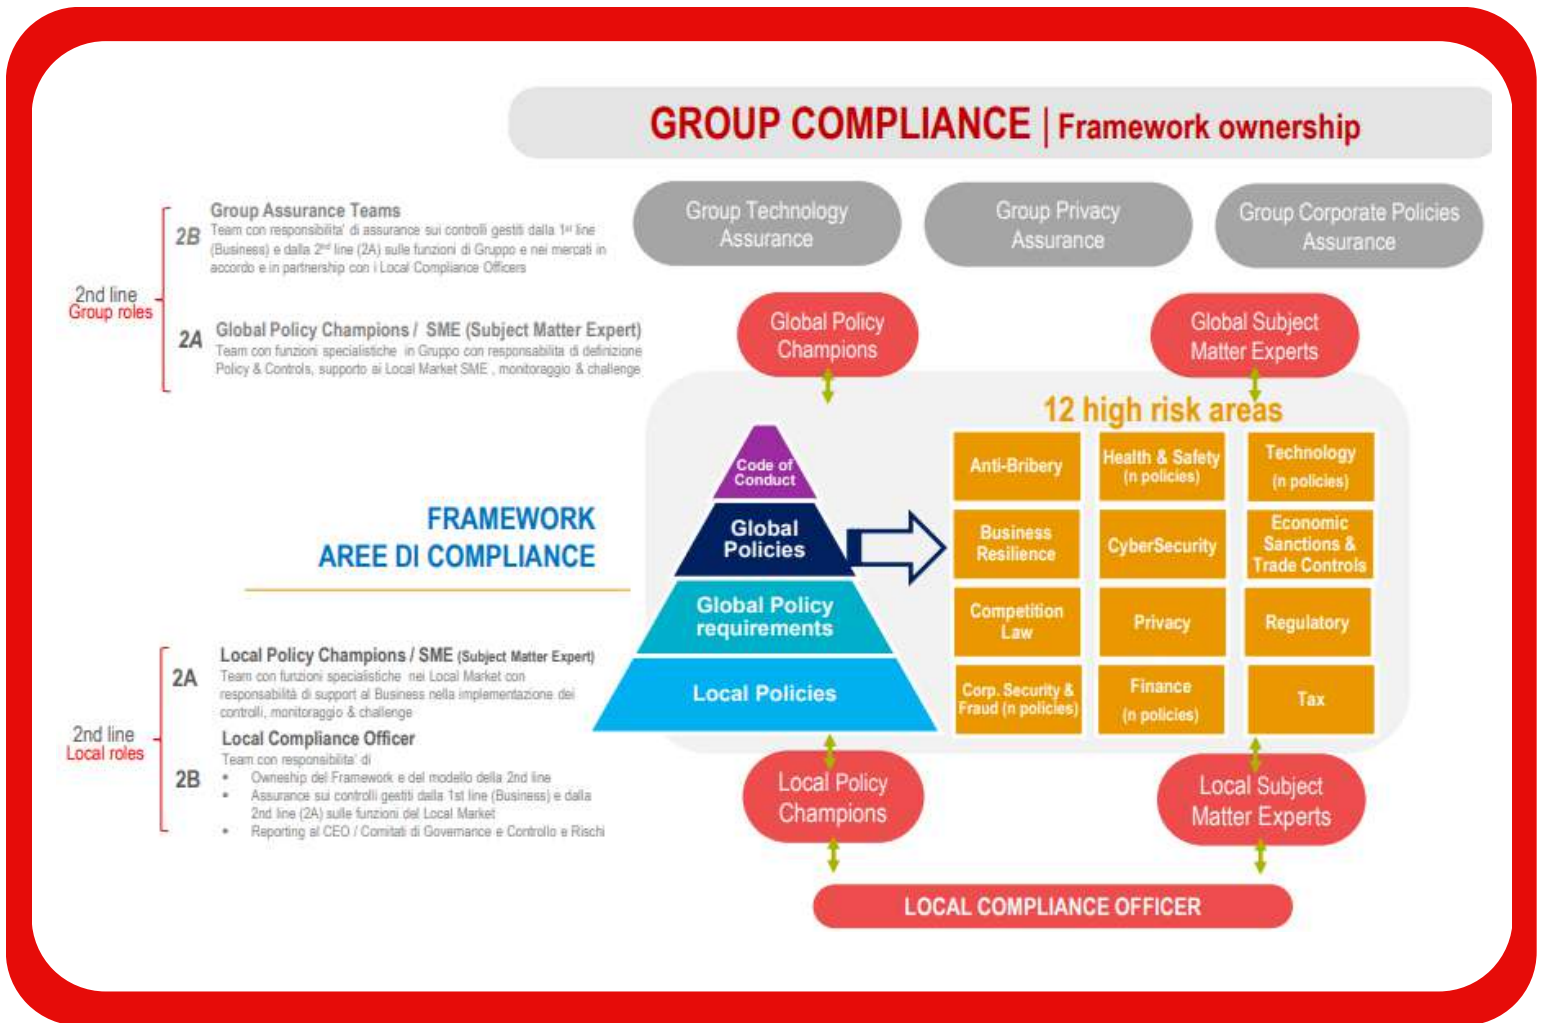 GROUP COMPLIANCE | Framework ownership
Group Technology
Assurance
Group Privacy
Assurance
Group Corporate Policies
Assurance
2nd line
Group roles
2B
Group Assurance Teams
Team con responsibilita' di assurance sui controlli gestiti dalla 1st line
(Business) e dalla 2nd line (2A) sulle funzioni di Gruppo e nei mercati in
accordo e in partnership con i Local Compliance Officers
2A
Global Policy Champions / SME (Subject Matter Expert)
Team con funzioni specialistiche in Gruppo con responsabilita di definizione
Policy & Controls, supporto ai Local Market SME , monitoraggio & challenge
Global Policy
Champions
Global Subject
Matter Experts
12 high risk areas
FRAMEWORK
AREE DI COMPLIANCE
Code of
Conduct
Global
Policies
Global Policy
requirements
Local Policies
Anti-Bribery
Health & Safety
(n policies)
Technology
(n policies)
Business
Resilience
CyberSecurity
Economic
Sanctions &
Trade Controls
Competition
Law
Privacy
Regulatory
Corp. Security &
Fraud (n policies)
Finance
(n policies)
Tax
2nd line
Local roles
2A
Local Policy Champions / SME (Subject Matter Expert)
Team con funzioni specialistiche nei Local Market con
responsabilità di support al Business nella implementazione dei
controlli, monitoraggio & challenge
2B
Local Compliance Officer
Team con responsibilita' di
• Owneship del Framework e del modello della 2nd line
• Assurance sui controlli gestiti dalla 1st line (Business) e dalla
2nd line (2A) sulle funzioni del Local Market
• Reporting al CEO / Comitati di Governance e Controllo e Rischi
Local Policy
Champions
Local Subject
Matter Experts
LOCAL COMPLIANCE OFFICER